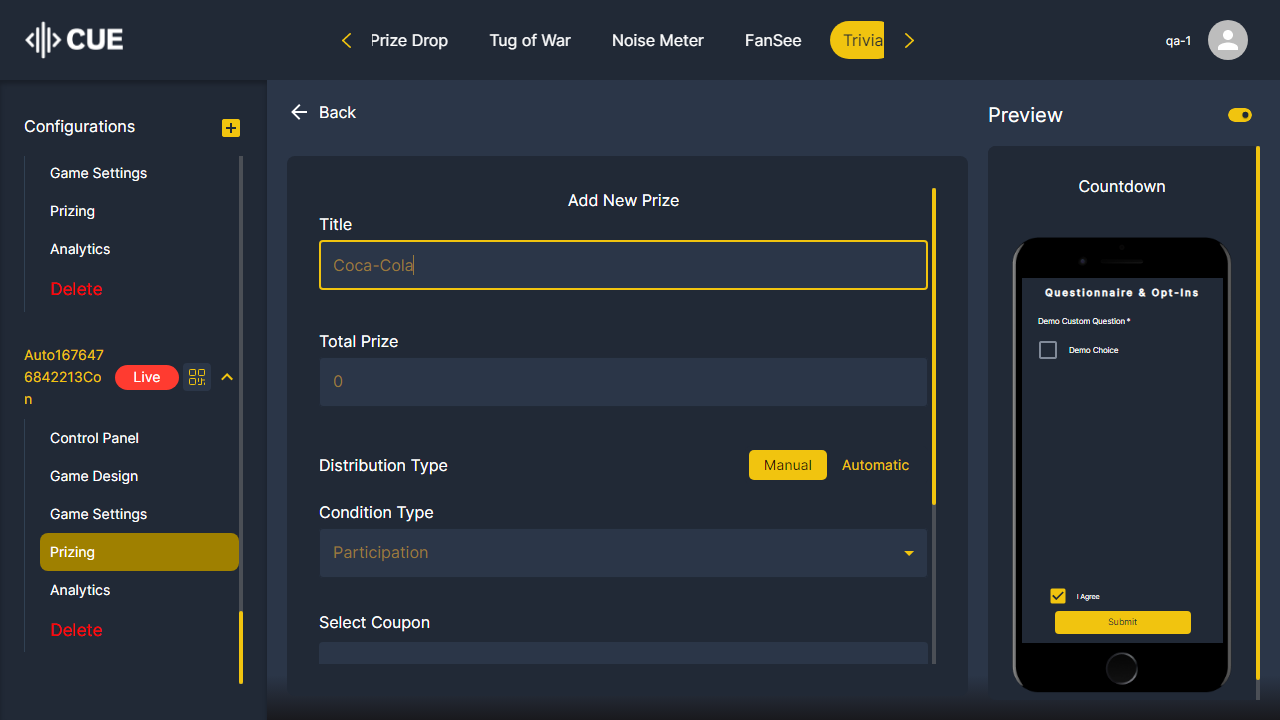 CUE
Prize Drop
Tug of War
Noise Meter
FanSee
Trivia
qa-1
Configurations
Game Settings
Prizing
Analytics
Delete
Auto167647
6842213Co
n
Live
Control Panel
Game Design
Game Settings
Prizing
Analytics
Delete
Back
Add New Prize
Title
Coca-Cola
Total Prize
0
Distribution Type
Manual
Automatic
Condition Type
Participation
Select Coupon
Preview
Countdown
Questionnaire & Opt-Ins
Demo Custom Question *
Demo Choice
I Agree
Submit